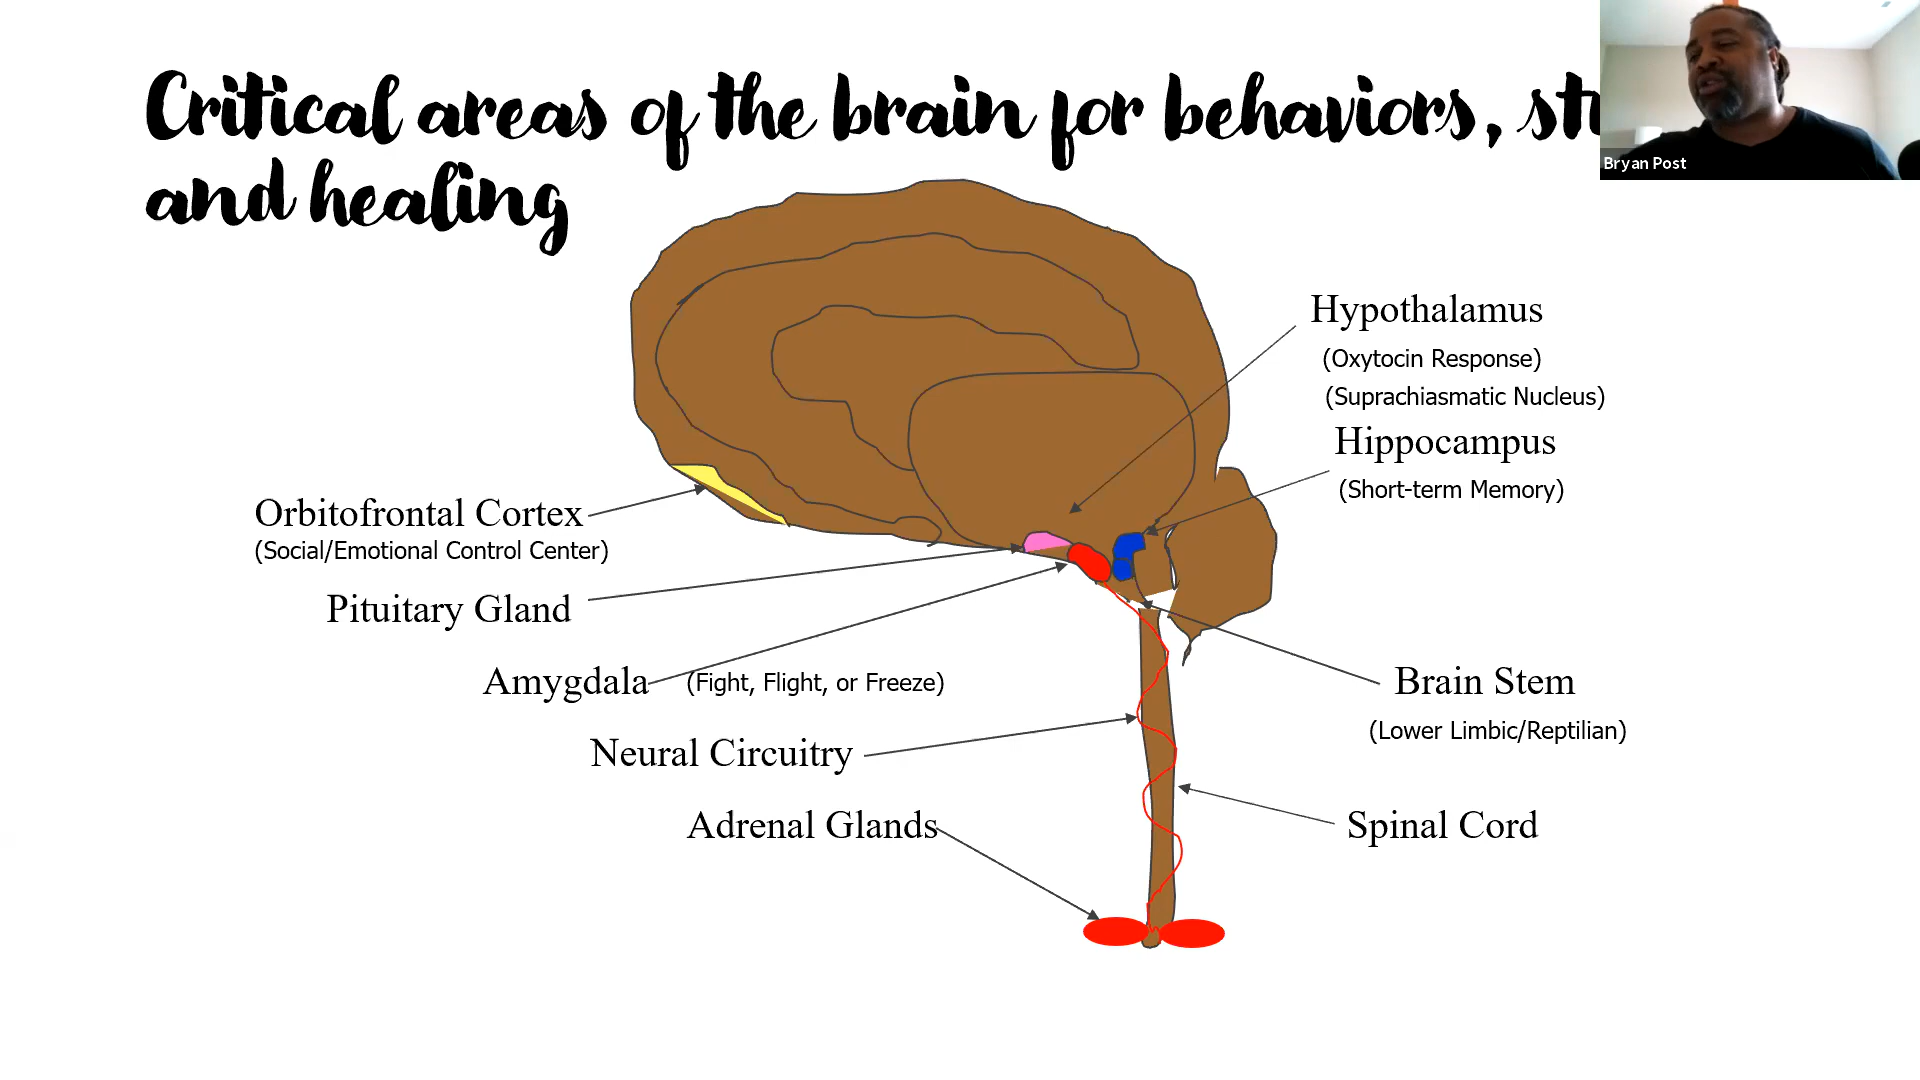 Critical areas of the brain for behaviors,
and healing
Bryan Post
Hypothalamus
(Oxytocin Response)
(Suprachiasmatic Nucleus)
Hippocampus
(Short-term Memory)
Orbitofrontal Cortex
(Social/Emotional Control Center)
Pituitary Gland
Amygdala (Fight, Flight, or Freeze)
Brain Stem
(Lower Limbic/Reptilian)
Neural Circuitry
Adrenal Glands
Spinal Cord